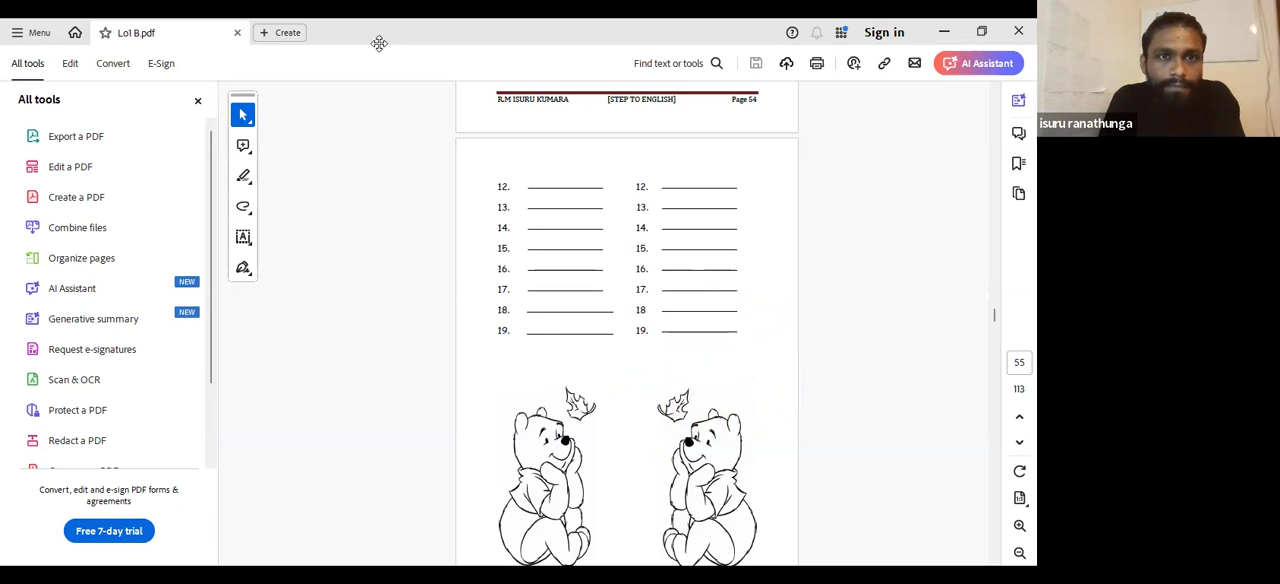 Menu
Lo1 B.pdf
Create
Sign in
All tools
Edit
Convert
E-Sign
Find text or tools
AI Assistant
All tools
Export a PDF
Edit a PDF
Create a PDF
Combine files
Organize pages
AI Assistant
NEW
Generative summary
NEW
Request e-signatures
Scan & OCR
Protect a PDF
Redact a PDF
Convert, edit and e-sign PDF forms &
agreements
Free 7-day trial
R.M ISURU KUMARA [STEP TO ENGLISH] Page 54
12. 12.
13. 13.
14. 14.
15. 15.
16. 16.
17. 17.
18. 18
19. 19.
55
113
isuru ranathunga